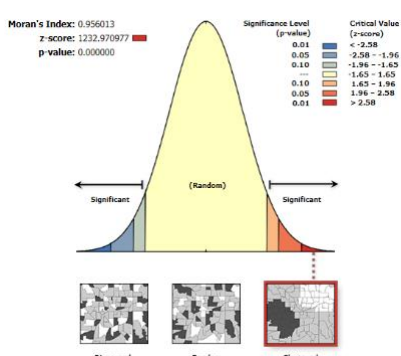 Moran's Index: 0.956013
z-score: 1232.970977
p-value: 0.000000
Significance Level
(p-value)
Critical Value
(z-score)
0.01 < -2.58
0.05 -2.58 - -1.96
0.10 -1.96 - -1.65
--- -1.65 - 1.65
0.10 1.65 - 1.96
0.05 1.96 - 2.58
0.01 > 2.58
(Random)
Significant
Significant